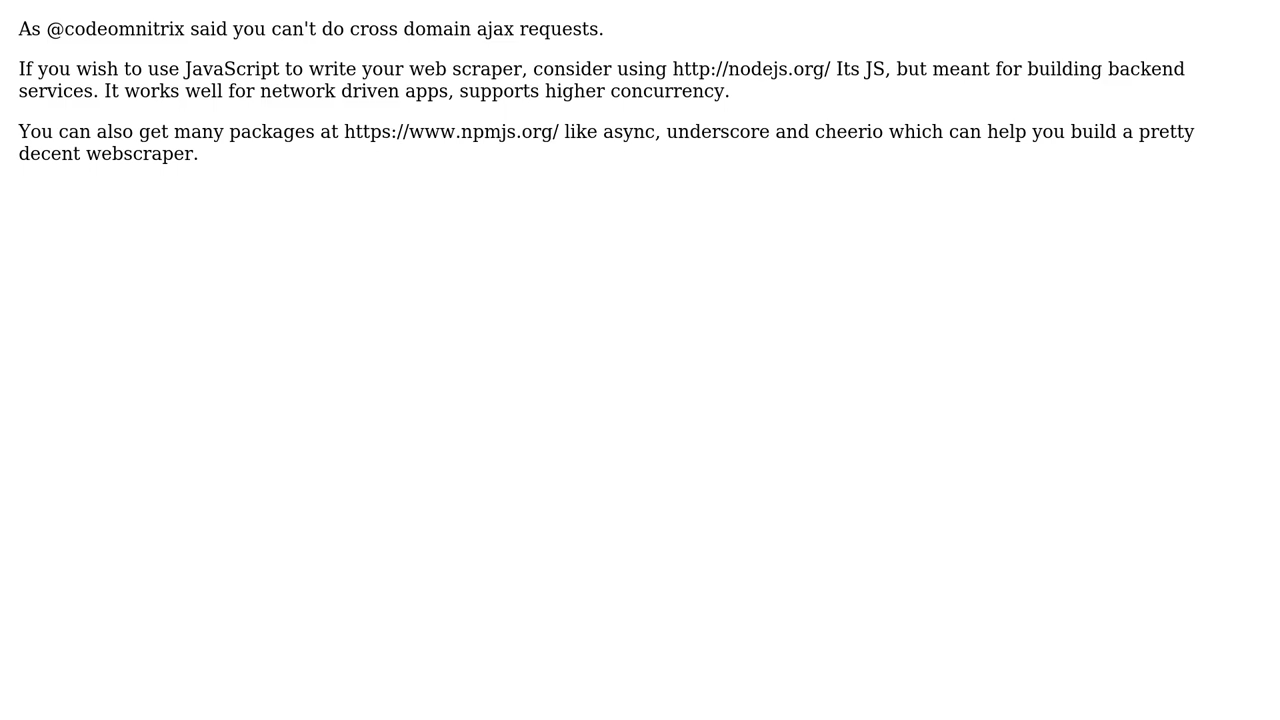 As @codeomnitrix said you can't do cross domain ajax requests.
If you wish to use JavaScript to write your web scraper, consider using http://nodejs.org/ Its JS, but meant for building backend
services. It works well for network driven apps, supports higher concurrency.
You can also get many packages at https://www.npmjs.org/ like async, underscore and cheerio which can help you build a pretty
decent webscraper.